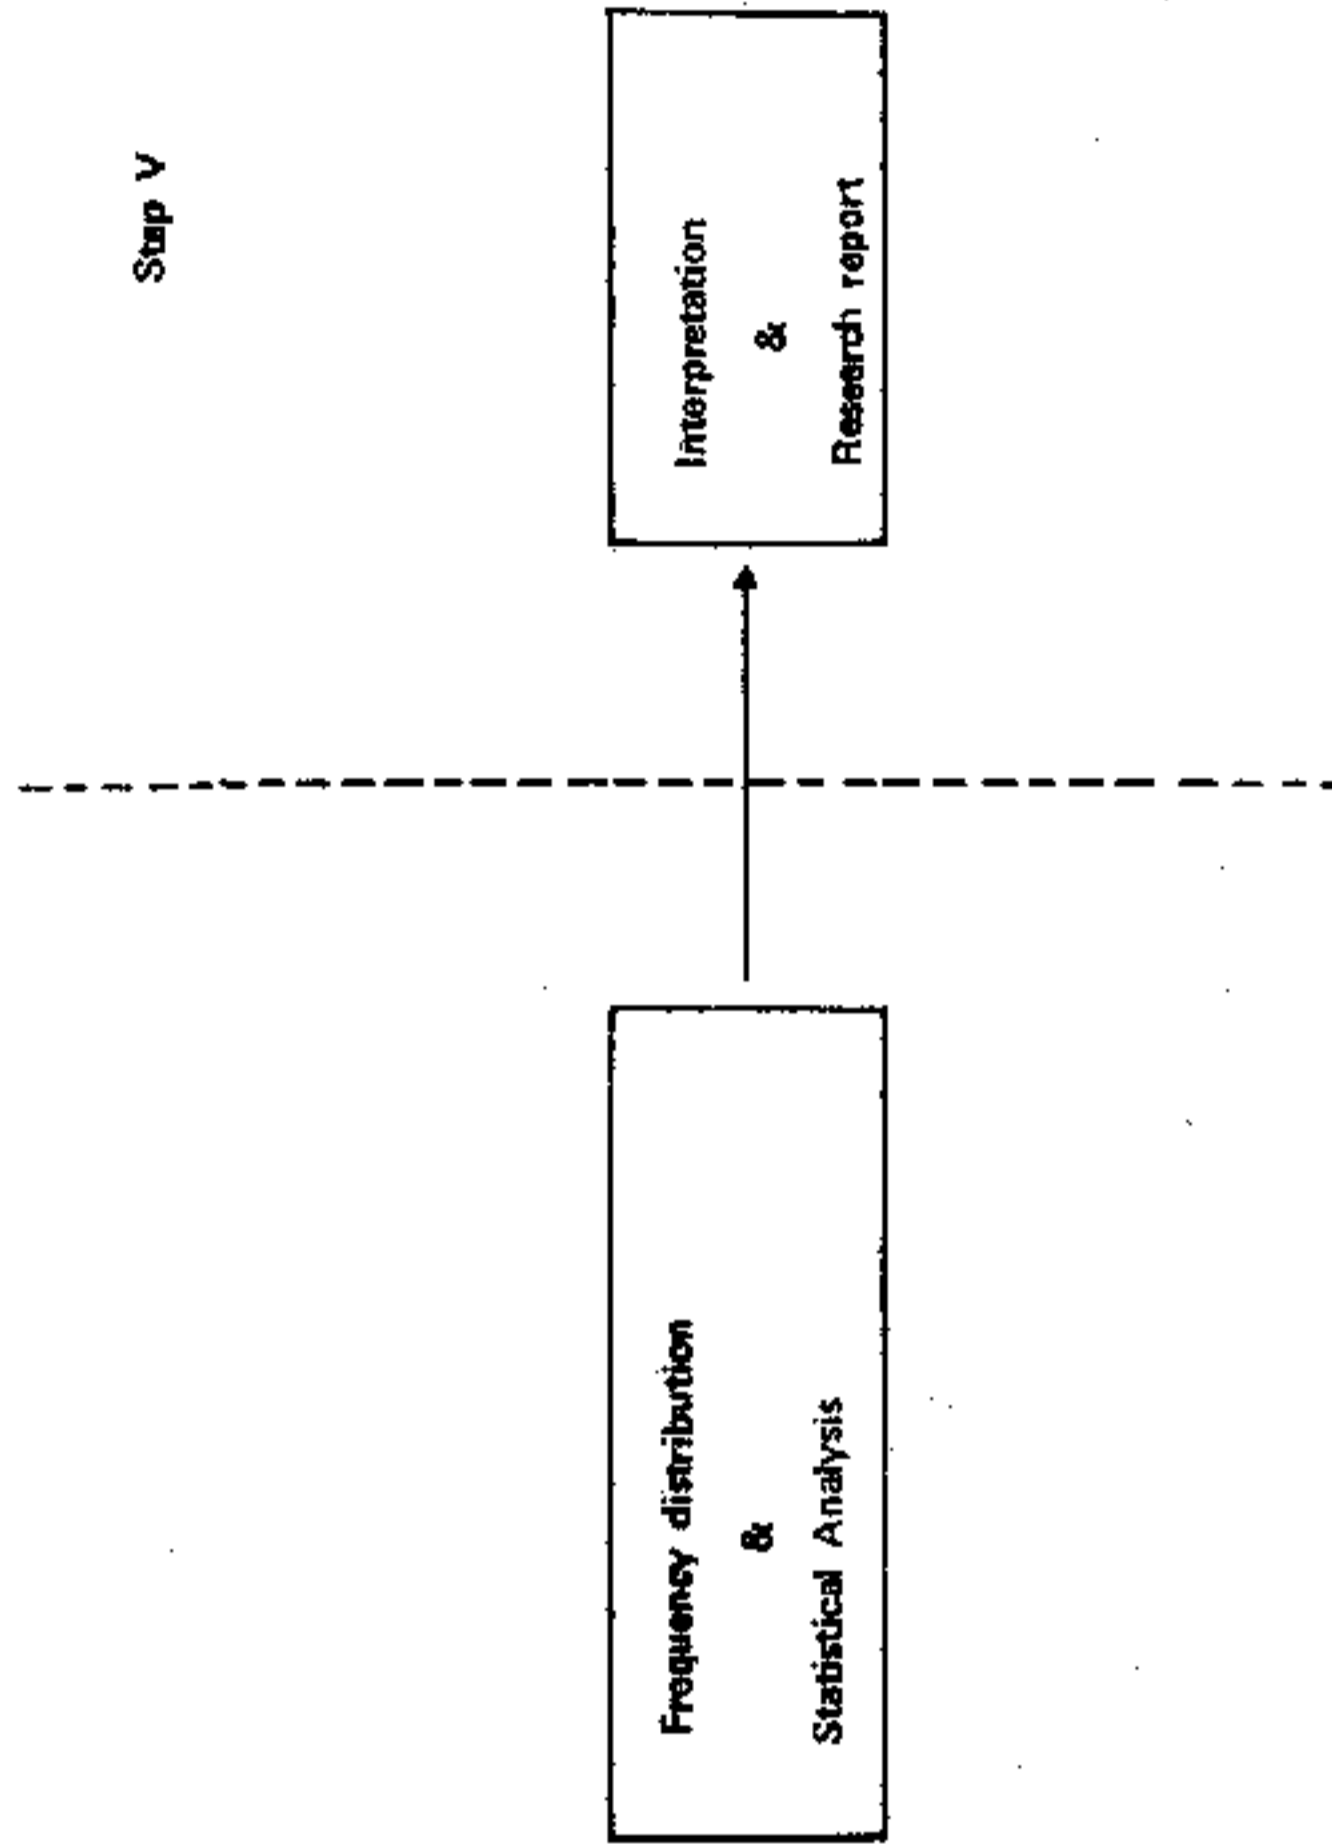 Step V
Frequency distribution
&
Statistical Analysis
Interpretation
&
Research report